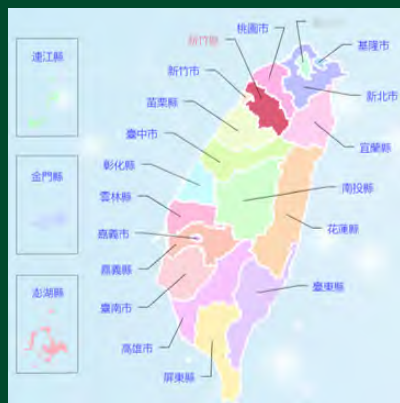 連江縣
金門縣
澎湖縣
桃園市
新竹縣
新竹市
苗栗縣
臺中市
彰化縣
雲林縣
嘉義市
嘉義縣
臺南市
高雄市
屏東縣
基隆市
新北市
宜蘭縣
南投縣
花蓮縣
臺東縣